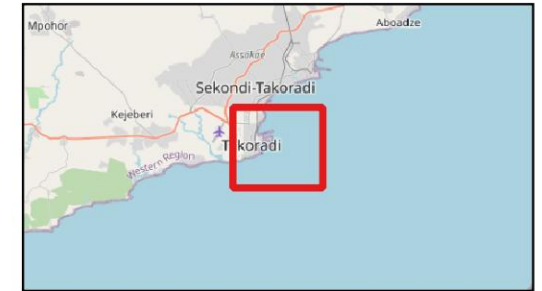 Mpohor
Aboadze
Assakae
Sekondi-Takoradi
Kejeberi
Takoradi
Western Region